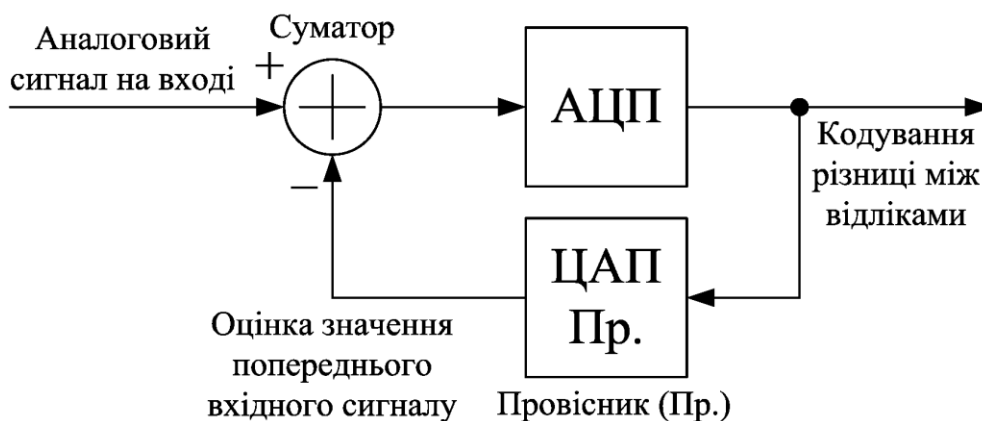 Аналоговий
сигнал на вході
Суматор
+
−
АЦП
Кодування
різниці між
відліками
ЦАП
Пр.
Оцінка значення
попереднього
вхідного сигналу
Провісник (Пр.)